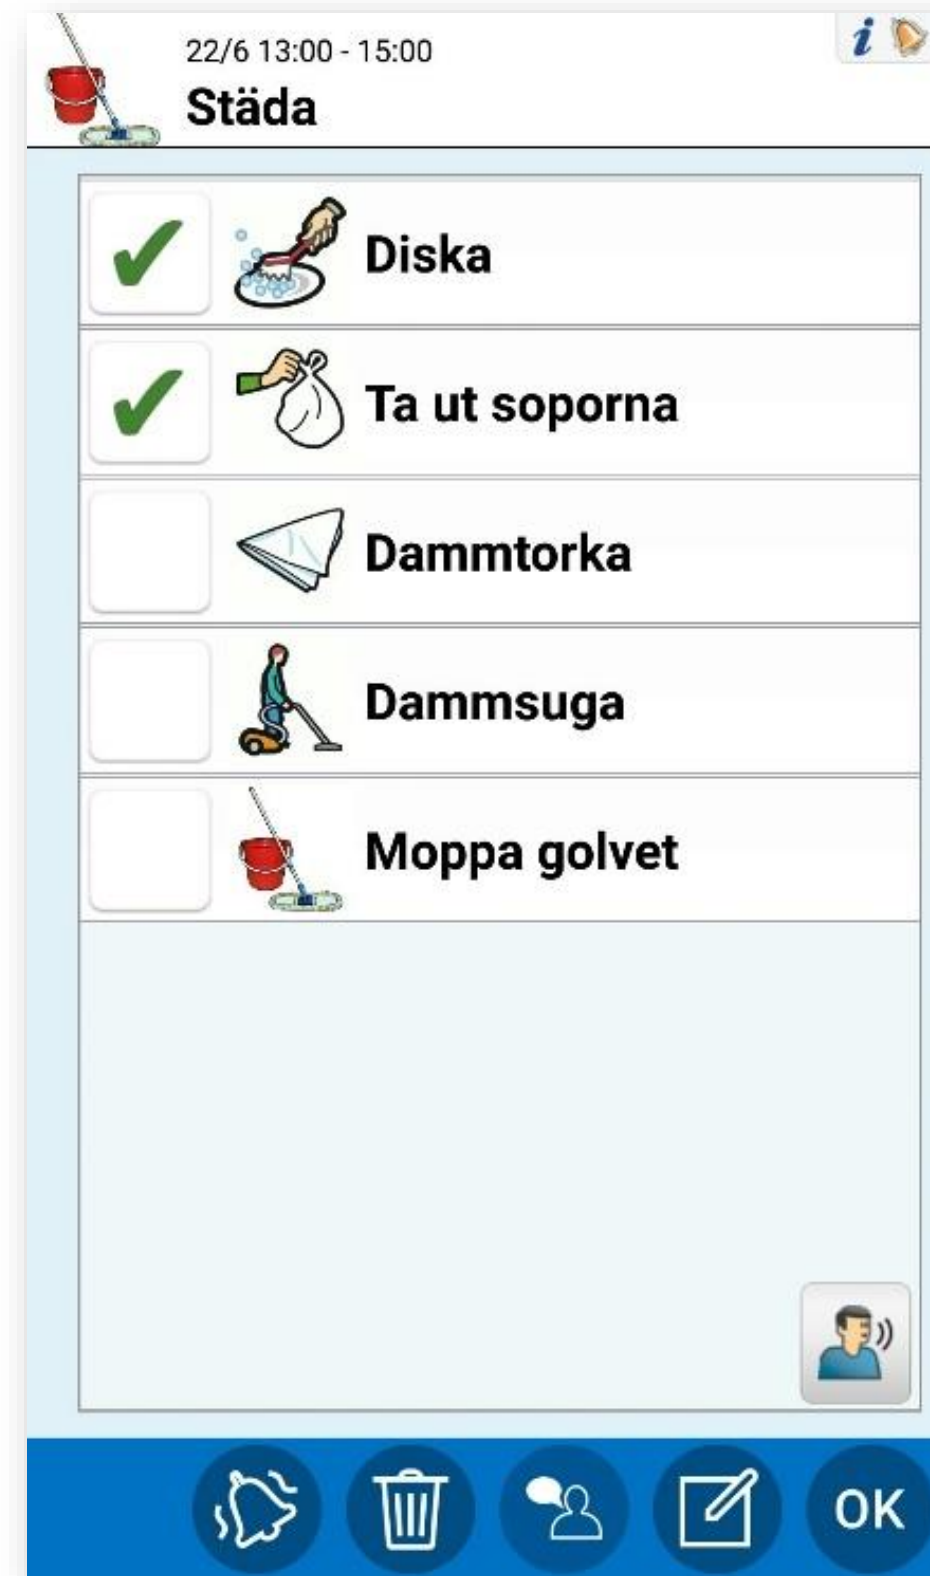 22/6 13:00 - 15:00
Städa
Diska
Ta ut soporna
Dammtorka
Dammsuga
Moppa golvet
OK